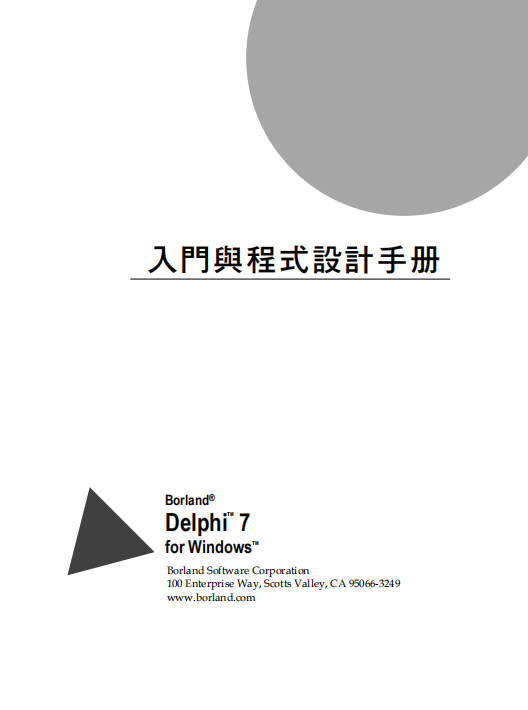 入門與程式設計手册
Borland®
Delphi™ 7
for Windows™
Borland Software Corporation
100 Enterprise Way, Scotts Valley, CA 95066-3249
www.borland.com